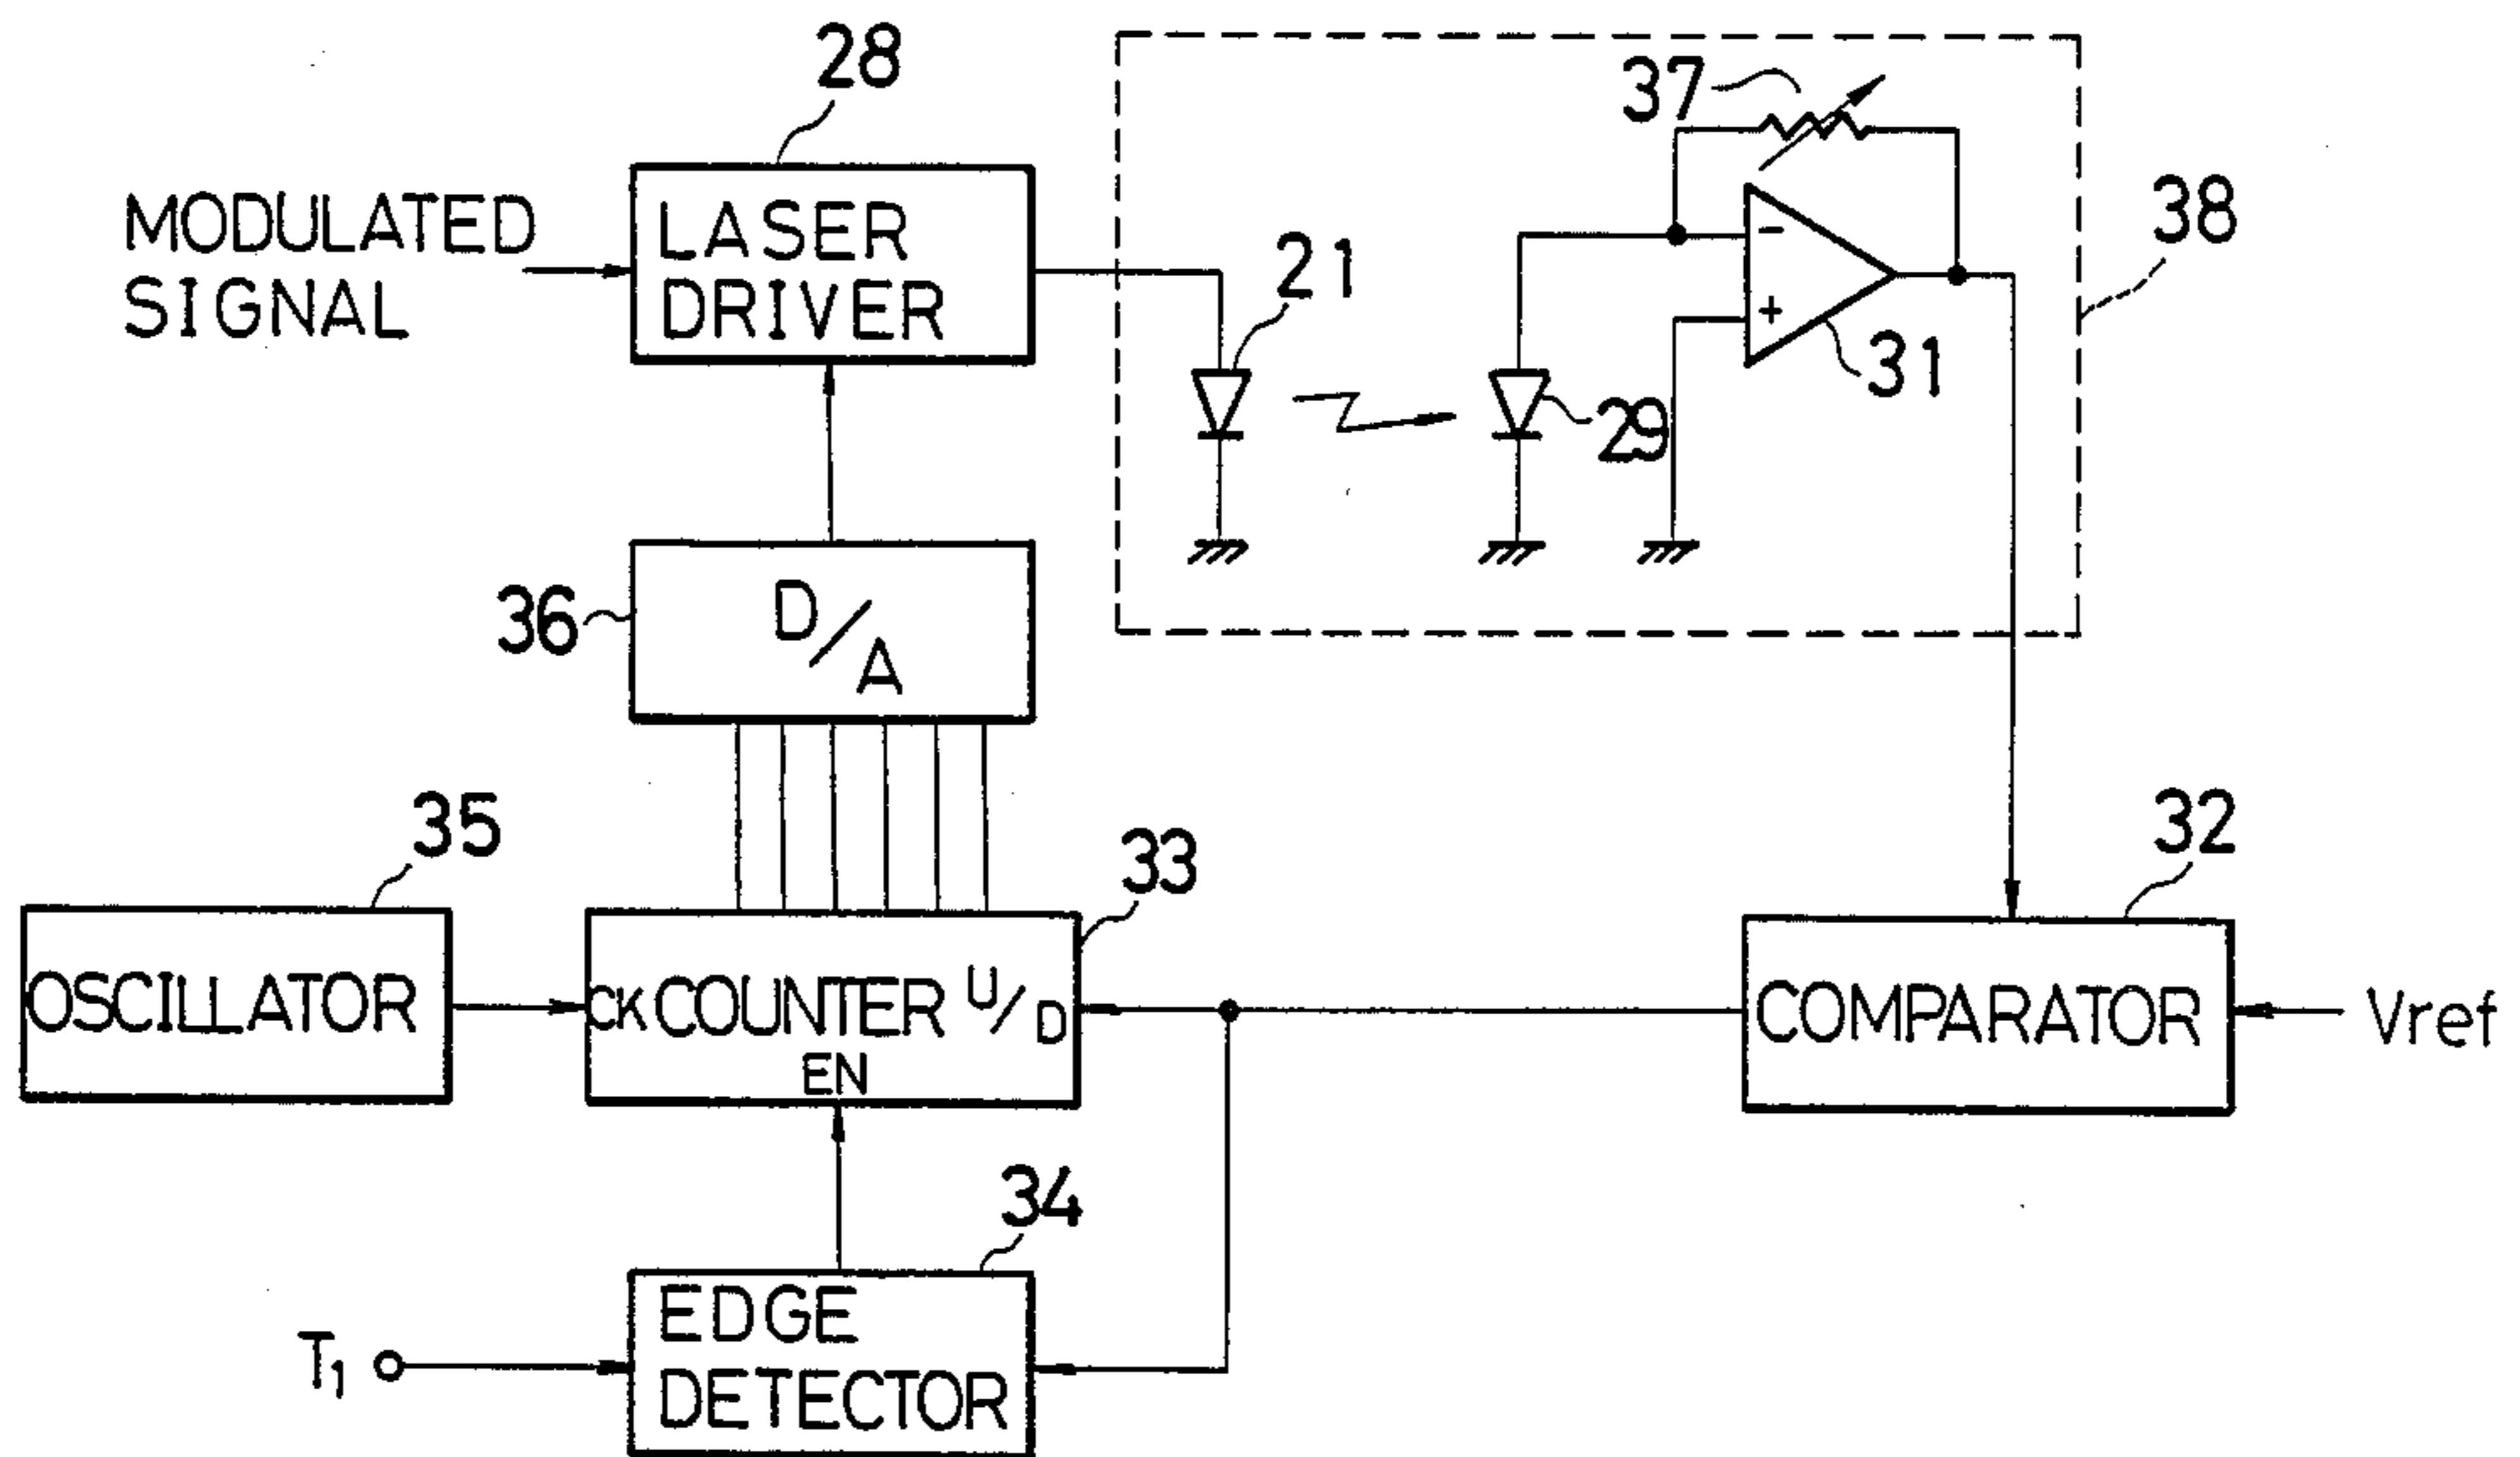 28
37
38
MODULATED
SIGNAL
LASER
DRIVER
21
-
+
31
29
36
D/A
35
33
32
OSCILLATOR
CK COUNTER U/D
EN
COMPARATOR
Vref
34
EDGE
DETECTOR
T1